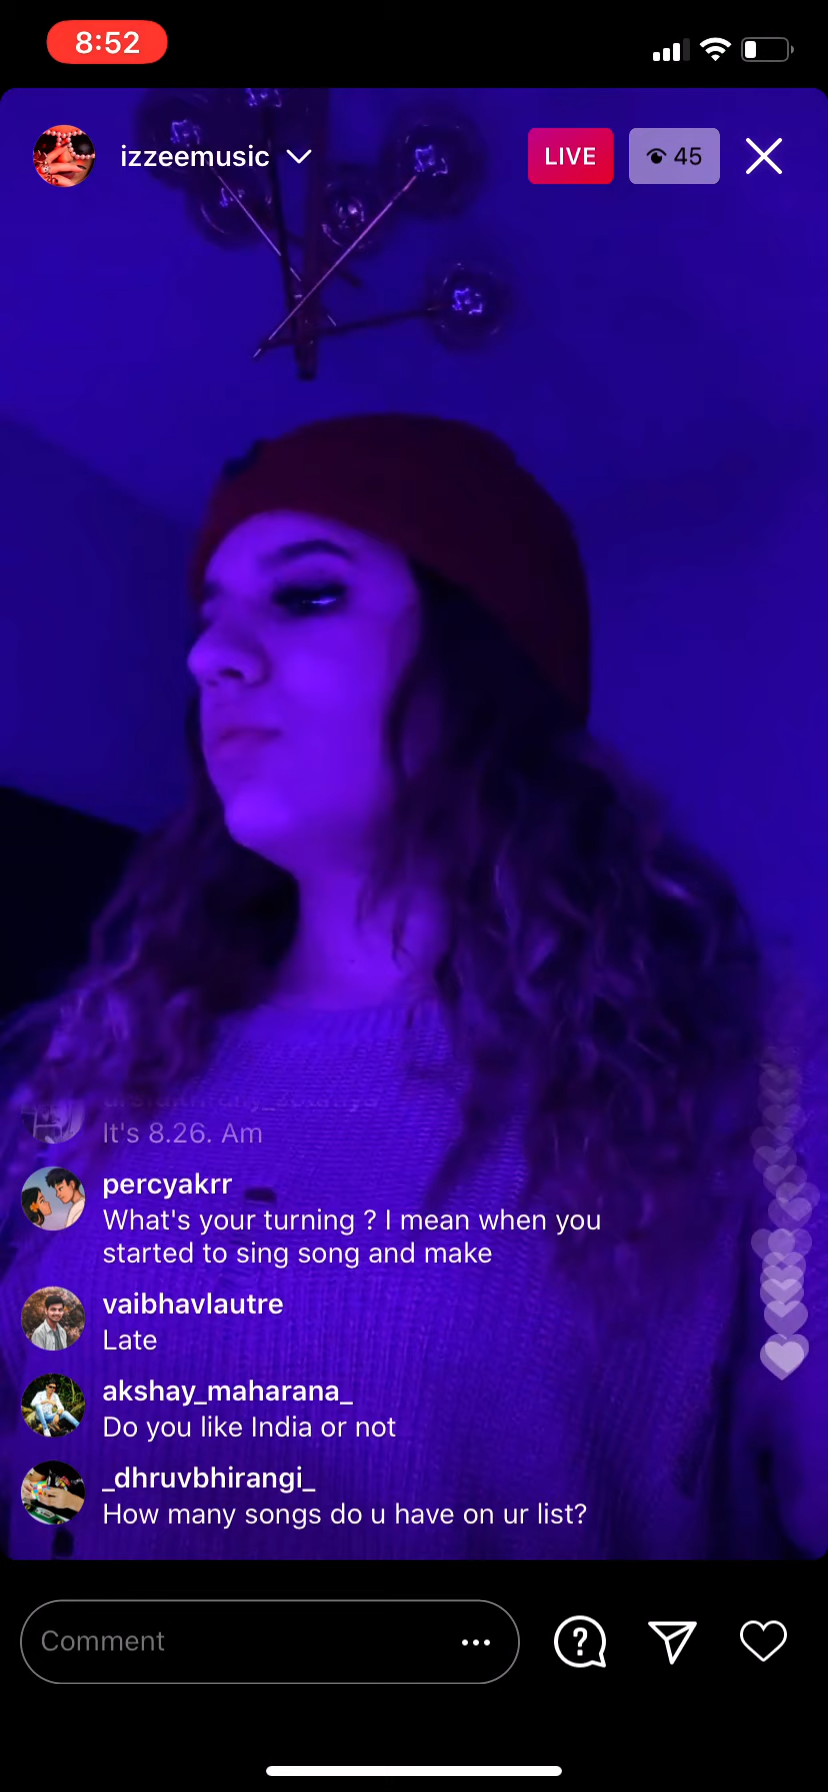 8:52
izzeemusic
LIVE
45
It's 8.26. Am
percyakrr
What's your turning ? I mean when you
started to sing song and make
vaibhavlautre
Late
akshay_maharana_
Do you like India or not
_dhruvbhirangi_
How many songs do u have on ur list?
Comment